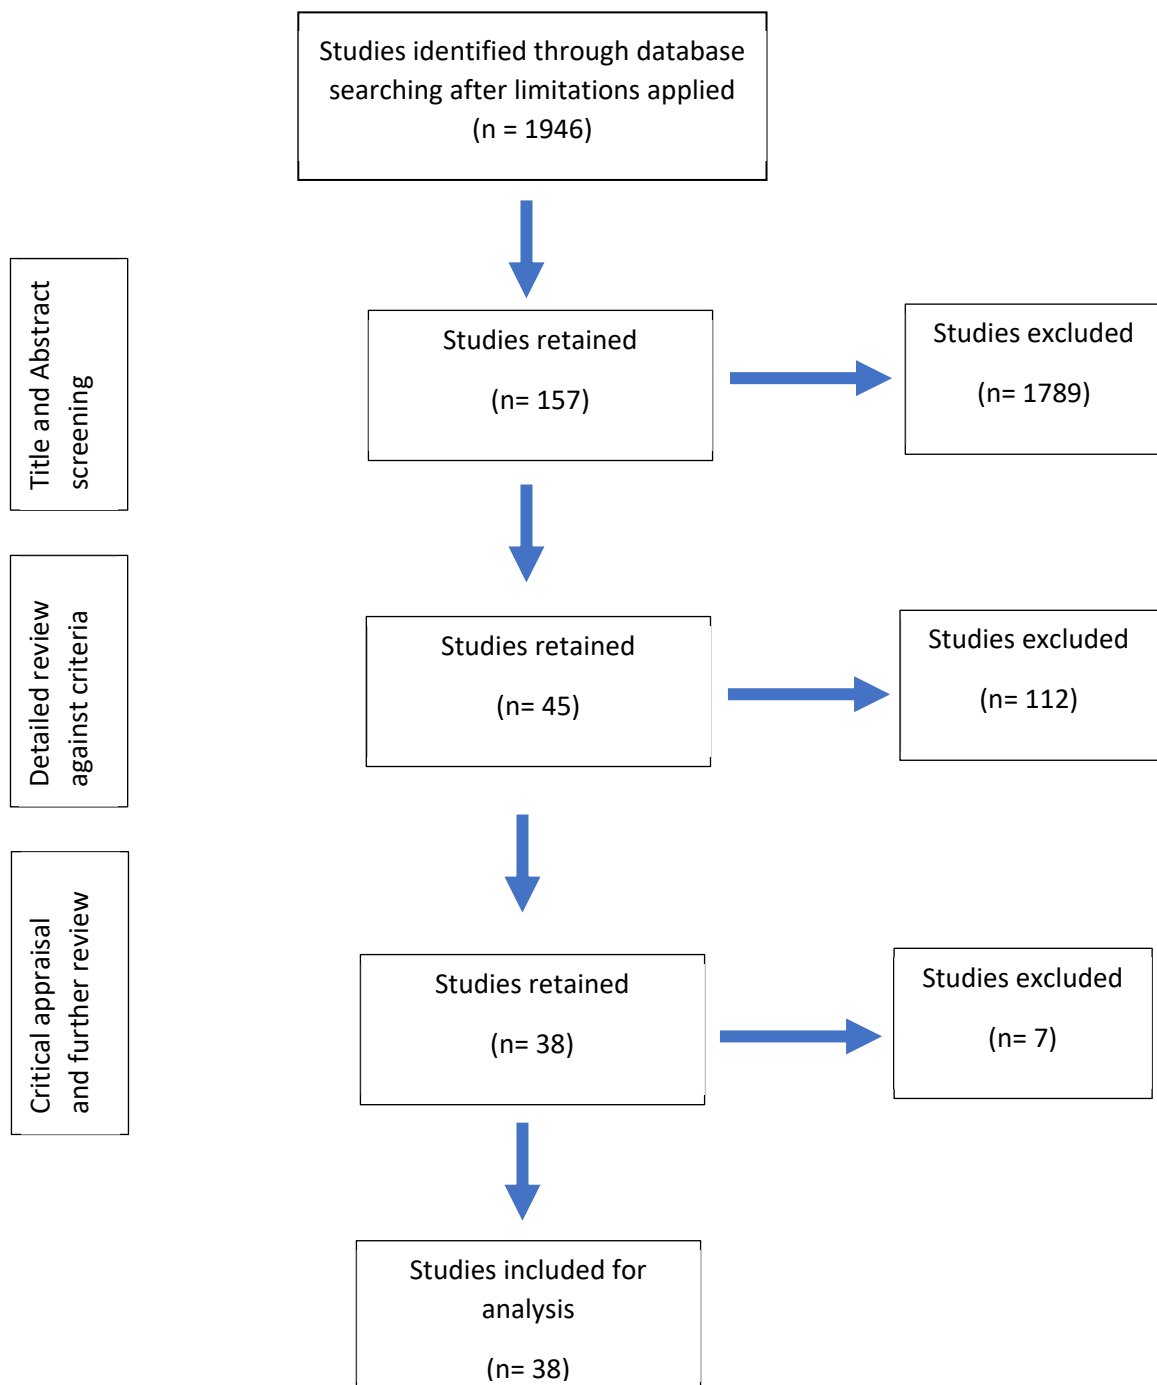 Studies identified through database
searching after limitations applied
(n = 1946)
Title and Abstract
screening
Studies retained
(n= 157)
Studies excluded
(n= 1789)
Detailed review
against criteria
Studies retained
(n= 45)
Studies excluded
(n= 112)
Critical appraisal
and further review
Studies retained
(n= 38)
Studies excluded
(n= 7)
Studies included for
analysis
(n= 38)